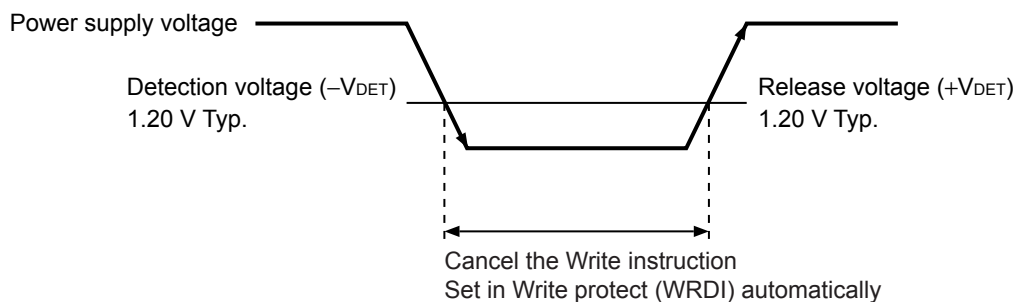 Power supply voltage
Detection voltage (−VDET)
1.20 V Typ.
Release voltage (+VDET)
1.20 V Typ.
Cancel the Write instruction
Set in Write protect (WRDI) automatically